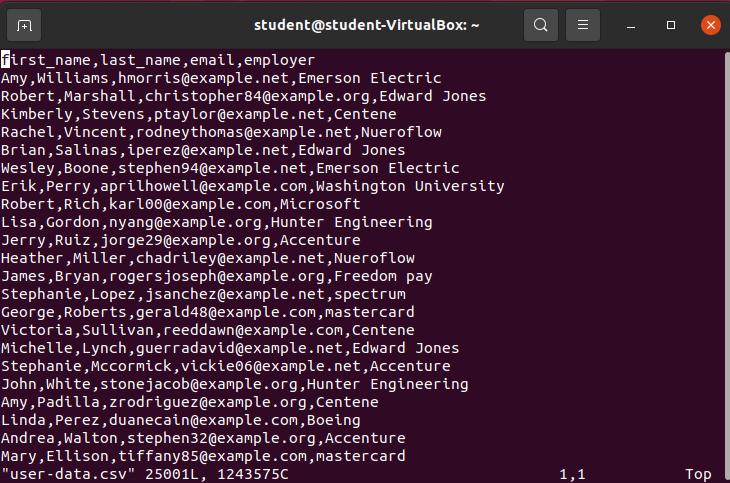 student@student-VirtualBox: ~
first_name,last_name,email,employer
Amy,Williams,hmorris@example.net,Emerson Electric
Robert,Marshall,christopher84@example.org,Edward Jones
Kimberly,Stevens,ptaylor@example.net,Centene
Rachel,Vincent,rodneythomas@example.net,Nueroflow
Brian,Salinas,iperez@example.net,Edward Jones
Wesley,Boone,stephen94@example.net,Emerson Electric
Erik,Perry,aprilhowell@example.com,Washington University
Robert,Rich,karl00@example.com,Microsoft
Lisa,Gordon,nyang@example.org,Hunter Engineering
Jerry,Ruiz,jorge29@example.org,Accenture
Heather,Miller,chadriley@example.net,Nueroflow
James,Bryan,rogersjoseph@example.org,Freedom pay
Stephanie,Lopez,jsanchez@example.net,spectrum
George,Roberts,gerald48@example.com,mastercard
Victoria,Sullivan,reeddawn@example.com,Centene
Michelle,Lynch,guerradavid@example.net,Edward Jones
Stephanie,Mccormick,vickie06@example.net,Accenture
John,White,stonejacob@example.org,Hunter Engineering
Amy,Padilla,zrodriguez@example.org,Centene
Linda,Perez,duanecain@example.com,Boeing
Andrea,Walton,stephen32@example.org,Accenture
Mary,Ellison,tiffany85@example.com,mastercard
"user-data.csv" 25001L, 1243575C 1,1 Top